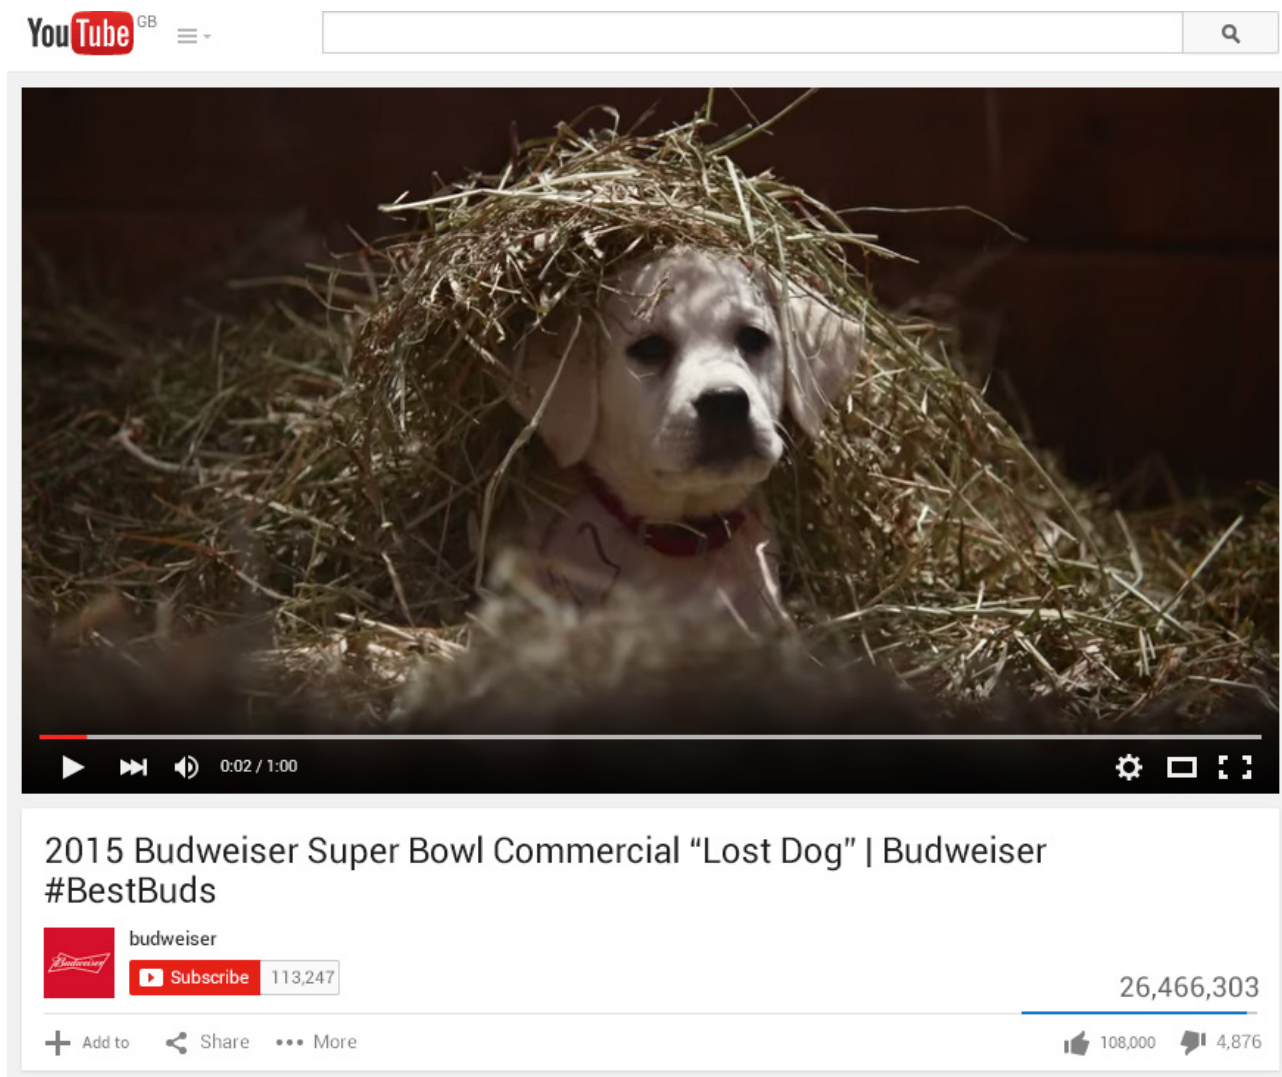 YouTube GB
0:02 / 1:00
2015 Budweiser Super Bowl Commercial “Lost Dog” | Budweiser
#BestBuds
budweiser
Budweiser
Subscribe 113,247
26,466,303
Add to Share More 108,000 4,876